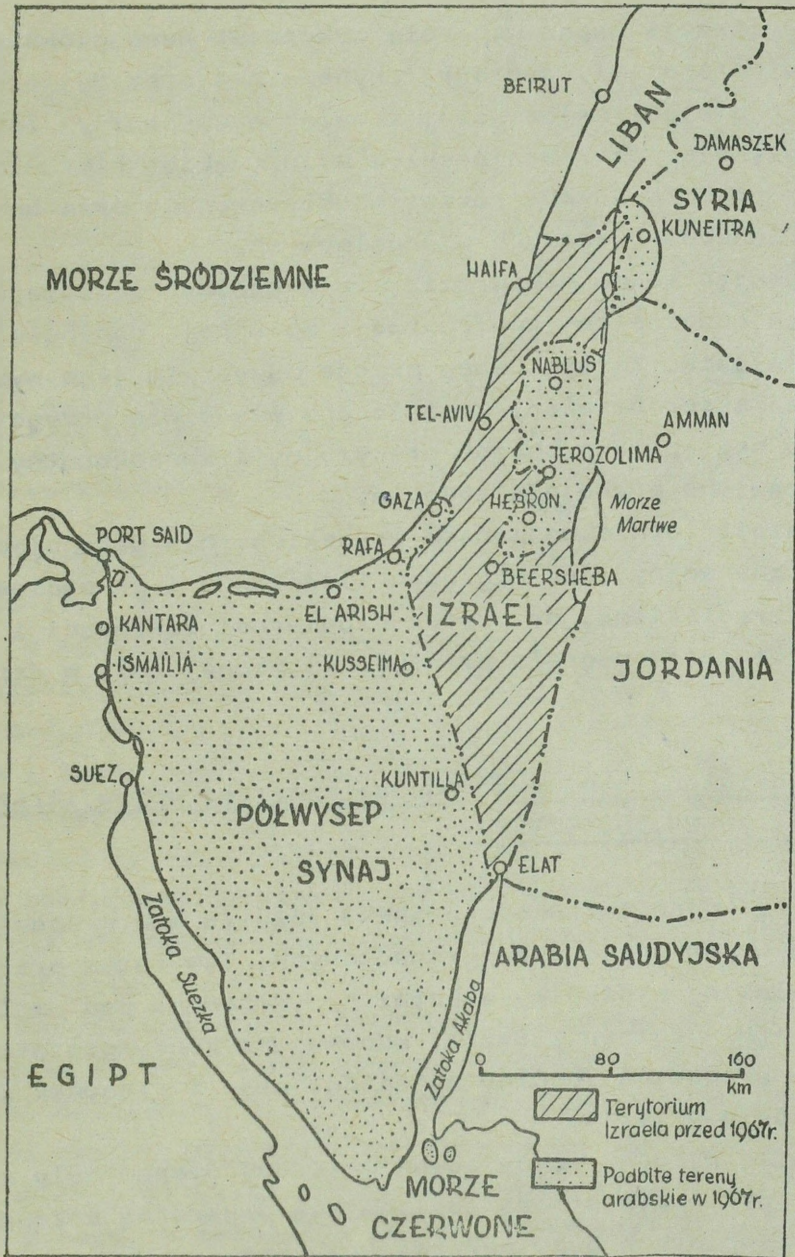 BEIRUT
LIBAN
DAMASZEK
SYRIA
KUNEITRA
MORZE ŚRÓDZIEMNE
HAIFA
NABLUS
TEL-AVIV
AMMAN
JEROZOLIMA
GAZA
HEBRON
Morze
Martwe
PORT SAID
RAFA
BEERSHEBA
EL ARISH
IZRAEL
KANTARA
ISMAILIA
KUSSEIMA
JORDANIA
SUEZ
KUNTILLA
PÓŁWYSEP
SYNAJ
ELAT
Zatoka Suezka
ARABIA SAUDYJSKA
Zatoka Akaba
EGIPT
0 80 160
km
Terytorium
Izraela przed 1967r.
Podbite tereny
arabskie w 1967r.
MORZE
CZERWONE